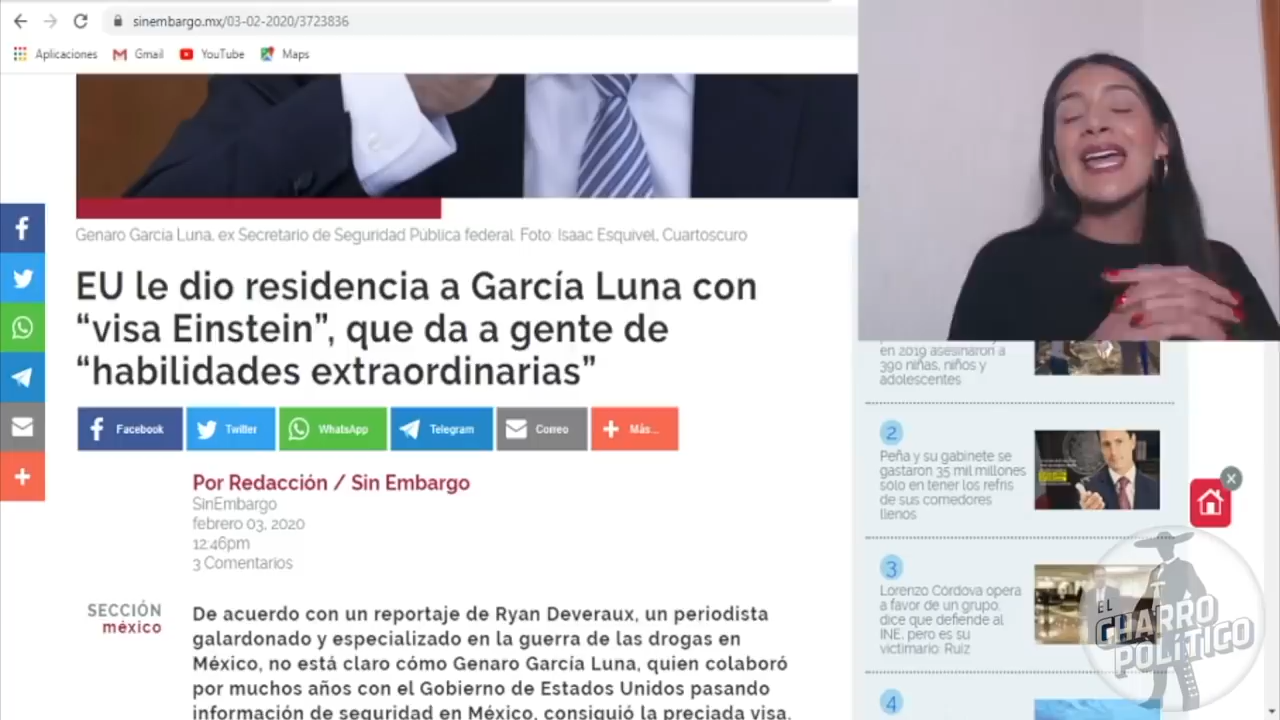 sinembargo.mx/03-02-2020/3723836
Aplicaciones Gmail YouTube Maps
Genaro García Luna, ex Secretario de Seguridad Pública federal. Foto: Isaac Esquivel, Cuartoscuro
EU le dio residencia a García Luna con
“visa Einstein”, que da a gente de
“habilidades extraordinarias”
Facebook Twitter WhatsApp Telegram Correo Más...
Por Redacción / Sin Embargo
SinEmbargo
febrero 03, 2020
12:46pm
3 Comentarios
SECCIÓN
méxico
De acuerdo con un reportaje de Ryan Deveraux, un periodista
galardonado y especializado en la guerra de las drogas en
México, no está claro cómo Genaro García Luna, quien colaboró
por muchos años con el Gobierno de Estados Unidos pasando
información de seguridad en México, consiguió la preciada visa.
en 2019 asesinaron a
390 niñas, niños y
adolescentes
2
Peña y su gabinete se
gastaron 35 mil millones
sólo en tener los refris
de sus comedores
llenos
3
Lorenzo Córdova opera
a favor de un grupo,
dice que defiende al
INE, pero es su
victimario: Ruiz
4
EL
CHARRO
POLÍTICO